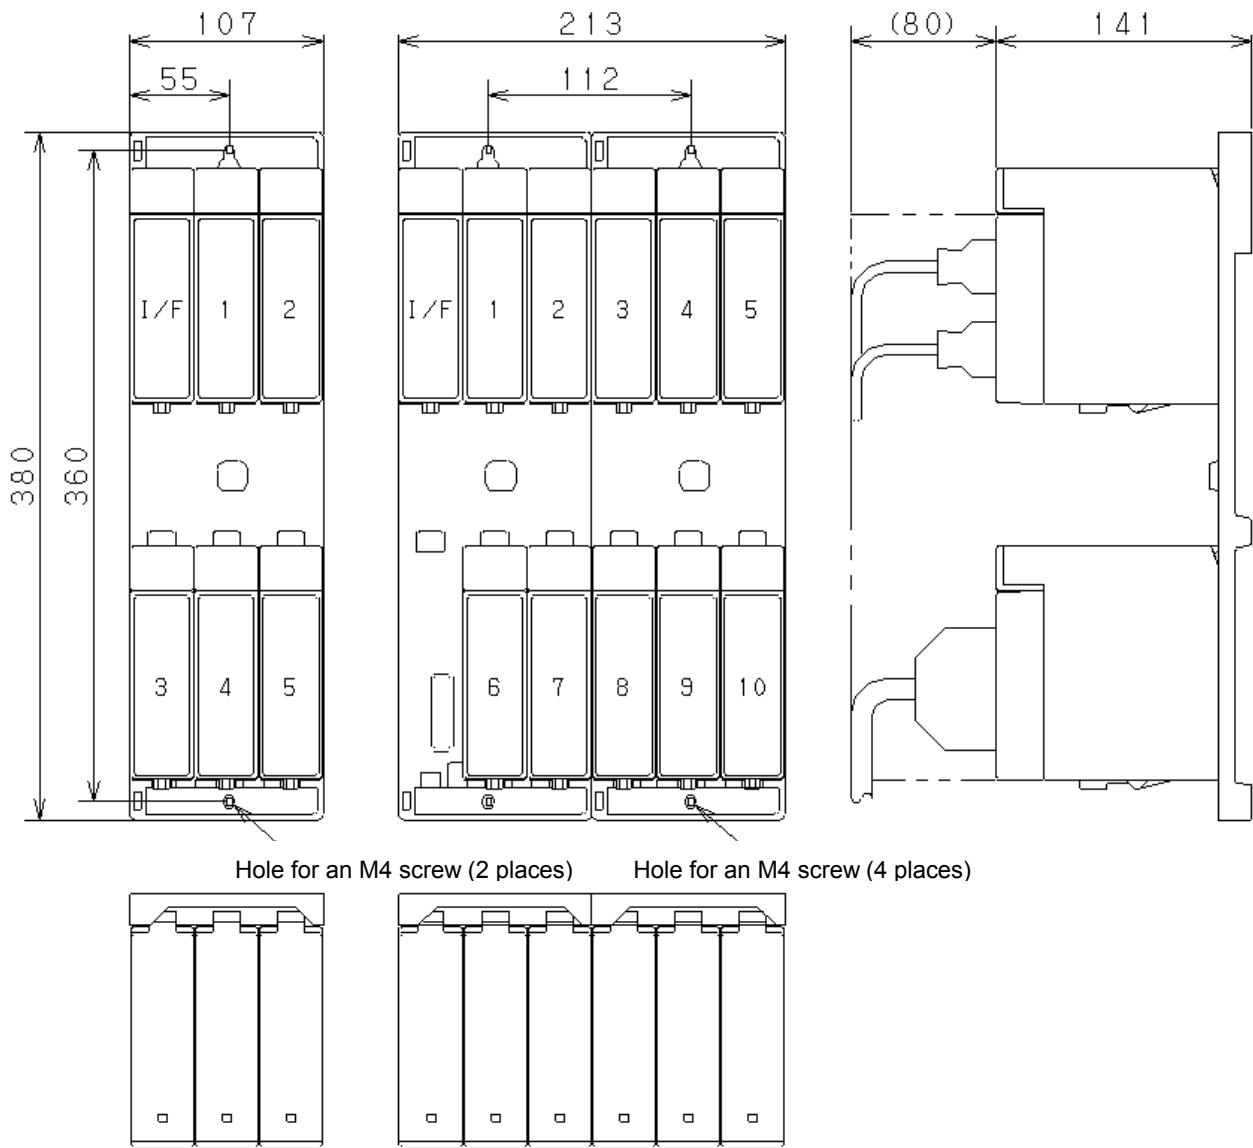 107 213 (80) 141
55 112
I/F 1 2 I/F 1 2 3 4 5
380 360
3 4 5 6 7 8 9 10
Hole for an M4 screw (2 places) Hole for an M4 screw (4 places)